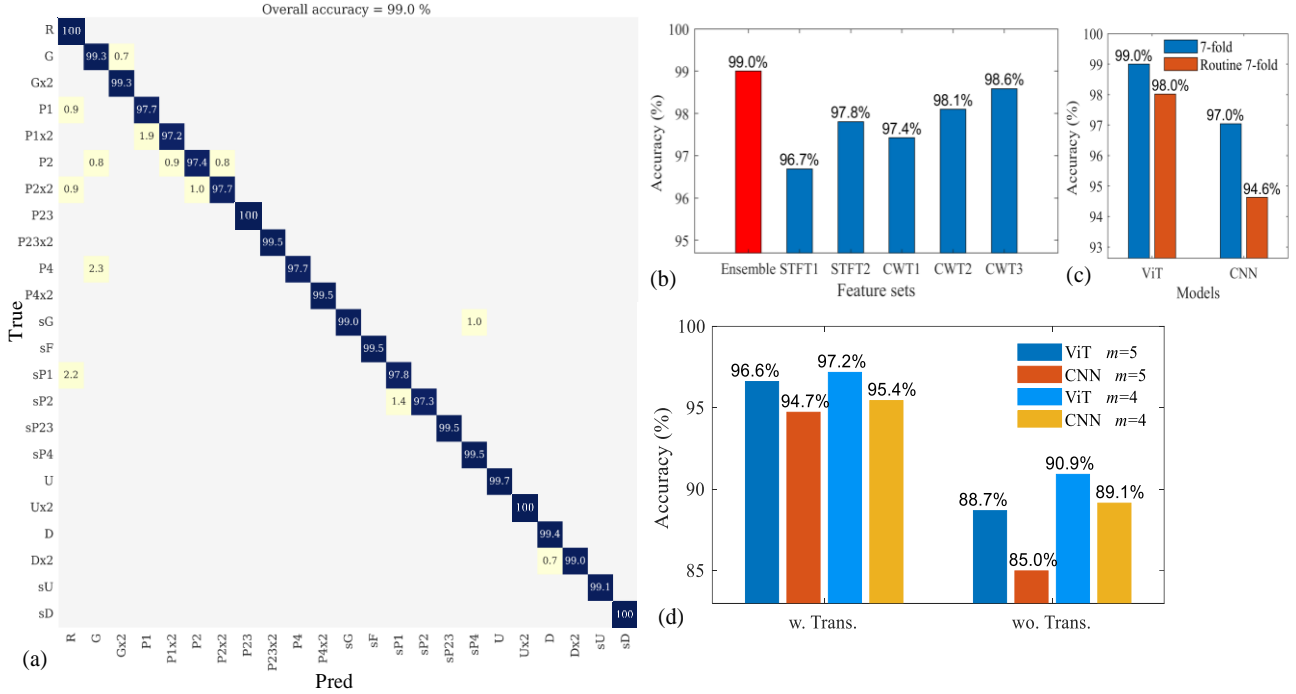 Overall accuracy = 99.0 %
R 100
G 99.3 0.7
Gx2 99.3
P1 0.9 97.7
P1x2 1.9 97.2
P2 0.8 0.9 97.4 0.8
P2x2 0.9 1.0 97.7
P23 100
P23x2 99.5
P4 2.3 97.7
P4x2 99.5
sG 99.0 1.0
sF 99.5
sP1 2.2 97.8
sP2 1.4 97.3
sP23 99.5
sP4 99.5
U 99.7
Ux2 100
D 99.4
Dx2 0.7 99.0
sU 99.1
sD 100
True
R G Gx2 P1 P1x2 P2 P2x2 P23 P23x2 P4 P4x2 sG sF sP1 sP2 sP23 sP4 U Ux2 D Dx2 sU sD
Pred
(a)
100
99
98
97
96
95
Accuracy (%)
99.0%
96.7%
97.8%
97.4%
98.1%
98.6%
Ensemble STFT1 STFT2 CWT1 CWT2 CWT3
Feature sets
(b)
100
99
98
97
96
95
94
93
Accuracy (%)
7-fold
Routine 7-fold
99.0%
98.0%
97.0%
94.6%
ViT CNN
Models
(c)
100
95
90
85
Accuracy (%)
ViT m=5
CNN m=5
ViT m=4
CNN m=4
96.6%
94.7%
97.2%
95.4%
88.7%
85.0%
90.9%
89.1%
w. Trans. wo. Trans.
(d)